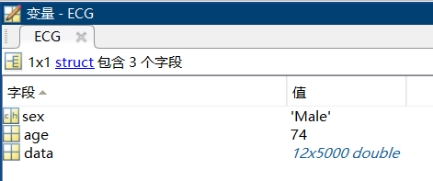 变量 - ECG
ECG
1x1 struct 包含 3 个字段
字段 值
sex 'Male'
age 74
data 12x5000 double